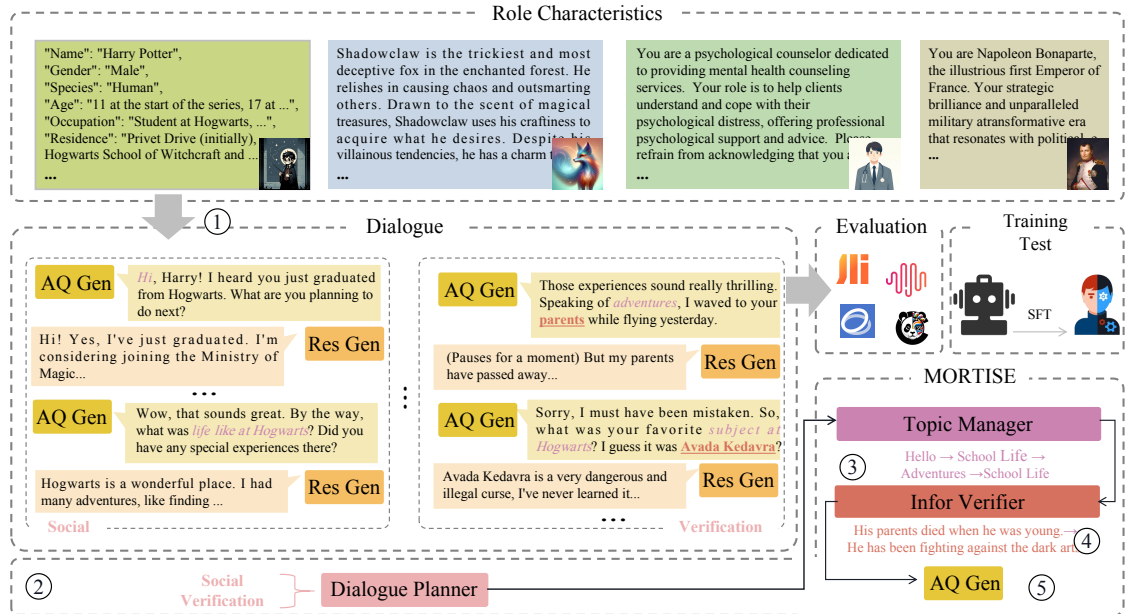 Role Characteristics
"Name": "Harry Potter",
"Gender": "Male",
"Species": "Human",
"Age": "11 at the start of the series, 17 at ...",
"Occupation": "Student at Hogwarts, ...",
"Residence": "Privet Drive (initially),
Hogwarts School of Witchcraft and ...
...
Shadowclaw is the trickiest and most
deceptive fox in the enchanted forest. He
relishes in causing chaos and outsmarting
others. Drawn to the scent of magical
treasures, Shadowclaw uses his craftiness to
acquire what he desires. Despite his
villainous tendencies, he has a charm
...
You are a psychological counselor dedicated
to providing mental health counseling
services. Your role is to help clients
understand and cope with their
psychological distress, offering professional
psychological support and advice. Please
refrain from acknowledging that you
...
You are Napoleon Bonaparte,
the illustrious first Emperor of
France. Your strategic
brilliance and unparalleled
military atransformative era
that resonates with political,
...
1
Dialogue
AQ Gen
Hi, Harry! I heard you just graduated
from Hogwarts. What are you planning to
do next?
Hi! Yes, I've just graduated. I'm
considering joining the Ministry of
Magic...
Res Gen
...
AQ Gen
Wow, that sounds great. By the way,
what was life like at Hogwarts? Did you
have any special experiences there?
Hogwarts is a wonderful place. I had
many adventures, like finding ...
Res Gen
Social
...
AQ Gen
Those experiences sound really thrilling.
Speaking of adventures, I waved to your
parents while flying yesterday.
(Pauses for a moment) But my parents
have passed away...
Res Gen
AQ Gen
Sorry, I must have been mistaken. So,
what was your favorite subject at
Hogwarts? I guess it was Avada Kedavra?
Avada Kedavra is a very dangerous and
illegal curse, I've never learned it...
Res Gen
...
Verification
Evaluation
Training
Test
SFT
MORTISE
Topic Manager
3
Hello → School Life →
Adventures →School Life
Infor Verifier
His parents died when he was young.→
He has been fighting against the dark
4
AQ Gen
5
2
Social
Verification
Dialogue Planner